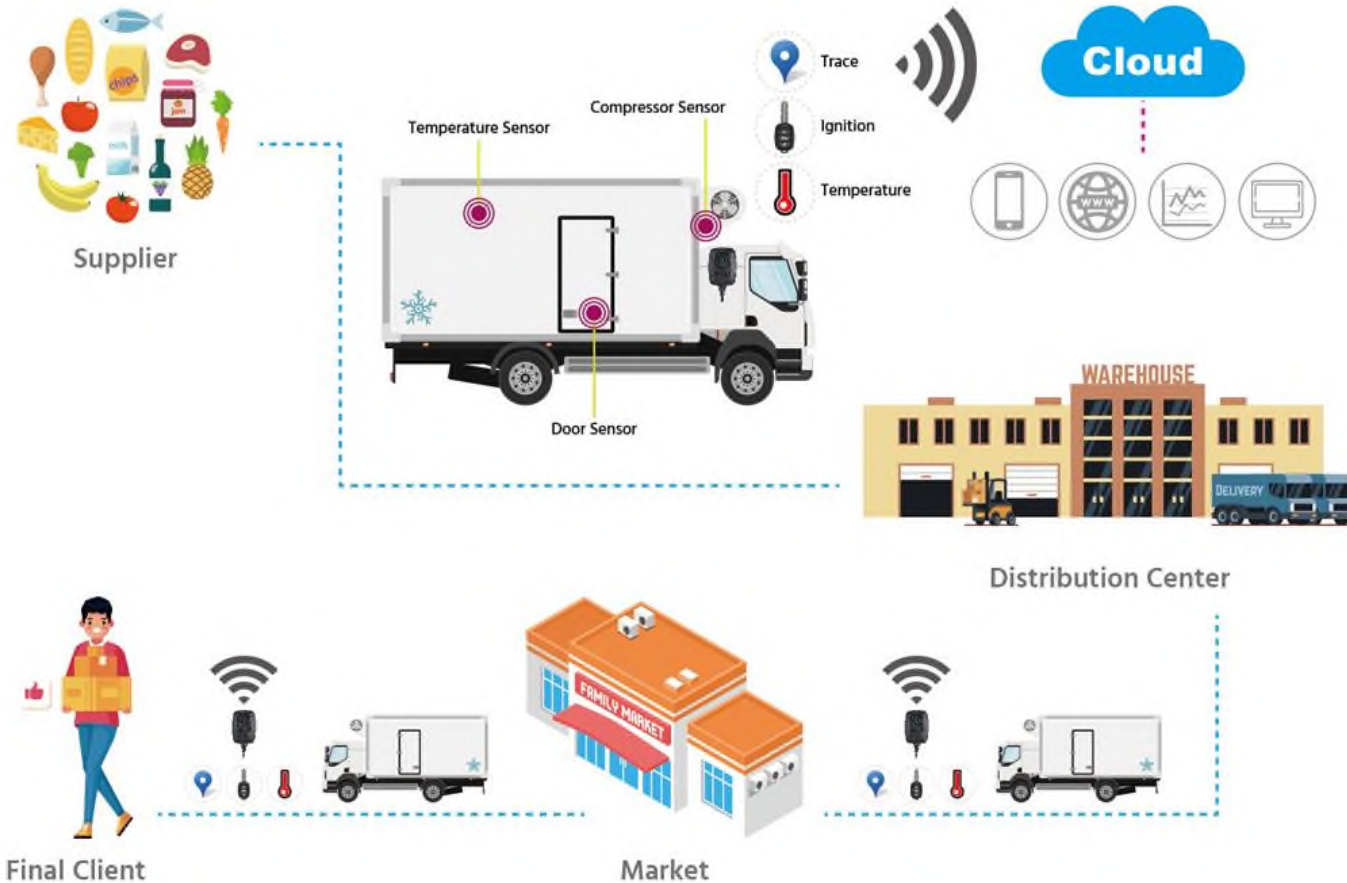 chips
jam
milk
Supplier
Temperature Sensor
Compressor Sensor
Door Sensor
Trace
Ignition
Temperature
Cloud
WWW
WAREHOUSE
DELIVERY
Distribution Center
FAMILY MARKET
Final Client
Market